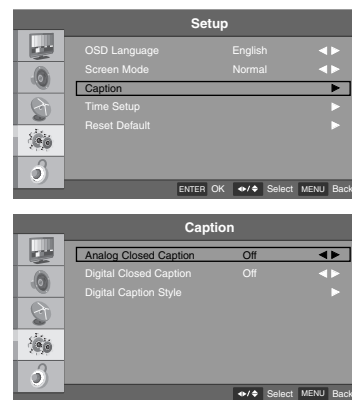 Setup
OSD Language English
Screen Mode Normal
Caption
Time Setup
Reset Default
ENTER OK Select MENU Back
Caption
Analog Closed Caption Off
Digital Closed Caption Off
Digital Caption Style
Select MENU Back